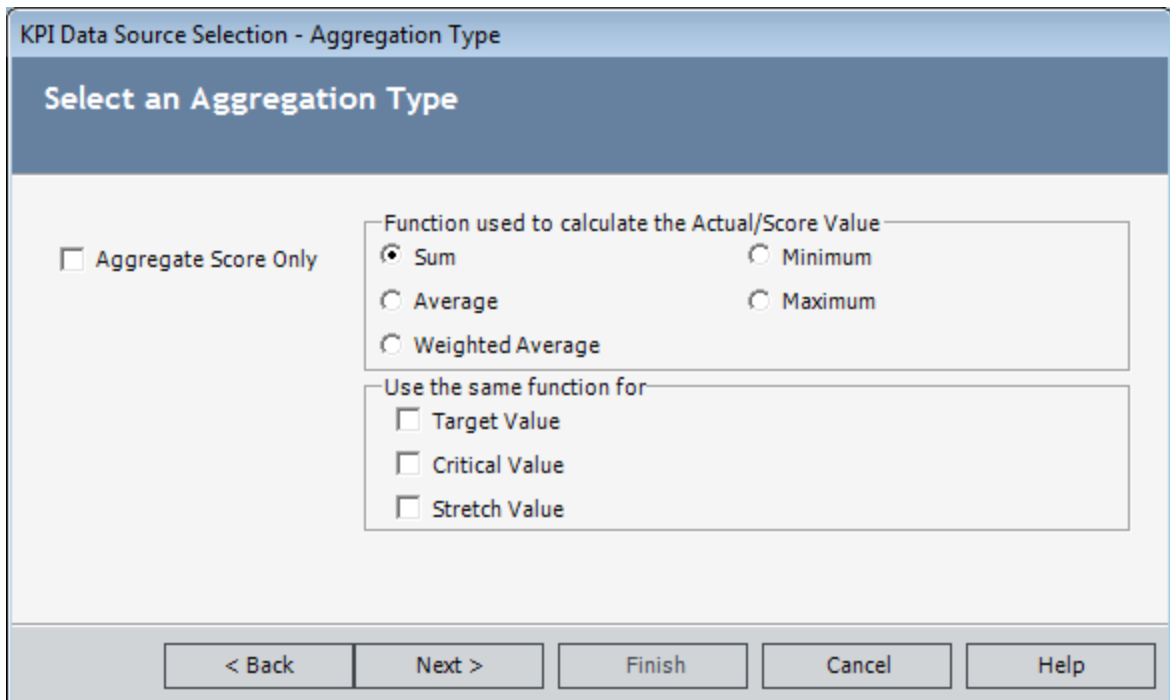 KPI Data Source Selection - Aggregation Type
Select an Aggregation Type
Aggregate Score Only
Function used to calculate the Actual/Score Value
Sum
Minimum
Average
Maximum
Weighted Average
Use the same function for
Target Value
Critical Value
Stretch Value
< Back
Next >
Finish
Cancel
Help